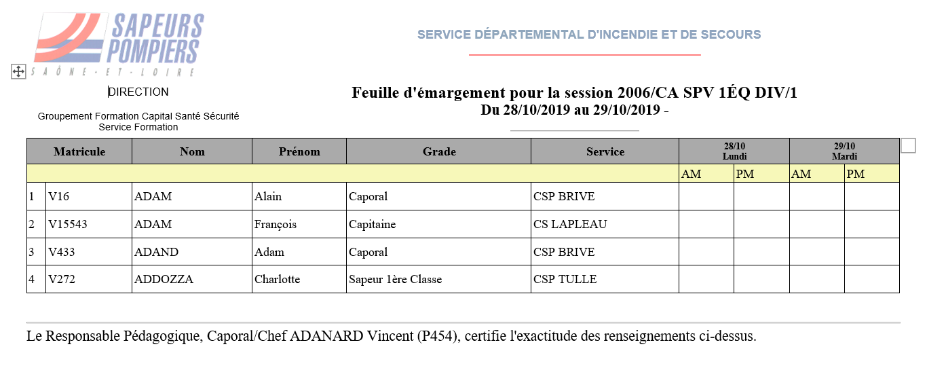 SAPEURS
POMPIERS
SAÔNE-ET-LOIRE
SERVICE DÉPARTEMENTAL D'INCENDIE ET DE SECOURS
DIRECTION
Groupement Formation Capital Santé Sécurité
Service Formation
Feuille d'émargement pour la session 2006/CA SPV 1ÉQ DIV/1
Du 28/10/2019 au 29/10/2019 -
Matricule Nom Prénom Grade Service 28/10 Lundi 29/10 Mardi
AM PM AM PM
1 V16 ADAM Alain Caporal CSP BRIVE
2 V15543 ADAM François Capitaine CS LAPLEAU
3 V433 ADAND Adam Caporal CSP BRIVE
4 V272 ADDOZZA Charlotte Sapeur 1ère Classe CSP TULLE
Le Responsable Pédagogique, Caporal/Chef ADANARD Vincent (P454), certifie l'exactitude des renseignements ci-dessus.